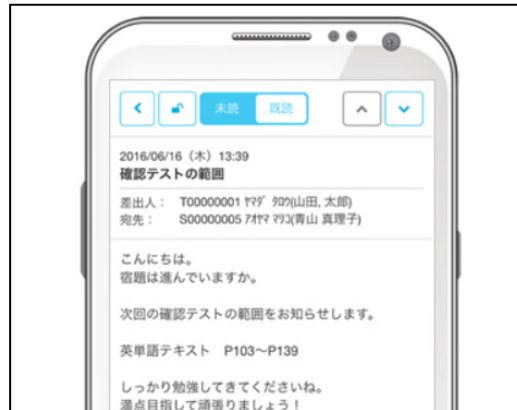 未読 既読
2016/06/16（木）13:39
確認テストの範囲
差出人： T00000001 ﾔﾏﾀﾞ ﾀﾛｳ(山田, 太郎)
宛先： S00000005 ｱｵﾔﾏ ﾏﾘｺ(青山 真理子)
こんにちは。
宿題は進んでいますか。
次回の確認テストの範囲をお知らせします。
英単語テキスト P103〜P139
しっかり勉強してきてくださいね。
満点目指して頑張りましょう！